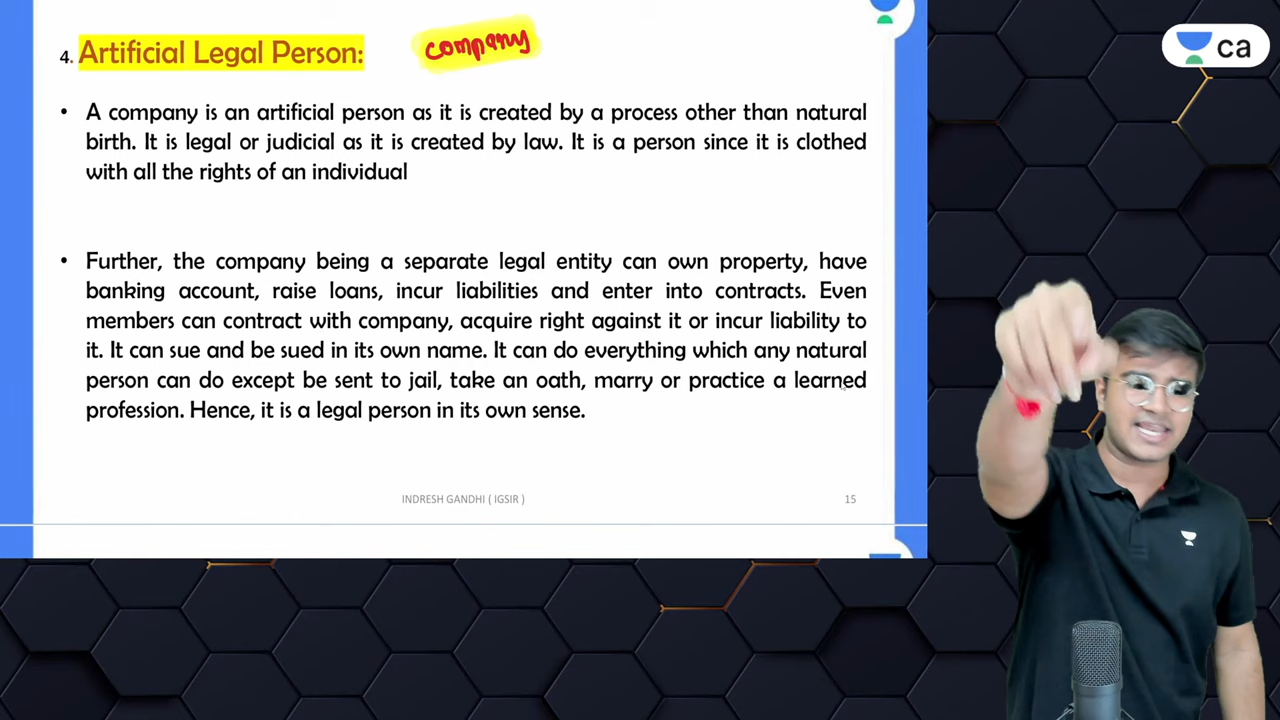 4. Artificial Legal Person:
company
ca
• A company is an artificial person as it is created by a process other than natural
birth. It is legal or judicial as it is created by law. It is a person since it is clothed
with all the rights of an individual
• Further, the company being a separate legal entity can own property, have
banking account, raise loans, incur liabilities and enter into contracts. Even
members can contract with company, acquire right against it or incur liability to
it. It can sue and be sued in its own name. It can do everything which any natural
person can do except be sent to jail, take an oath, marry or practice a learned
profession. Hence, it is a legal person in its own sense.
INDRESH GANDHI ( IGSIR )
15